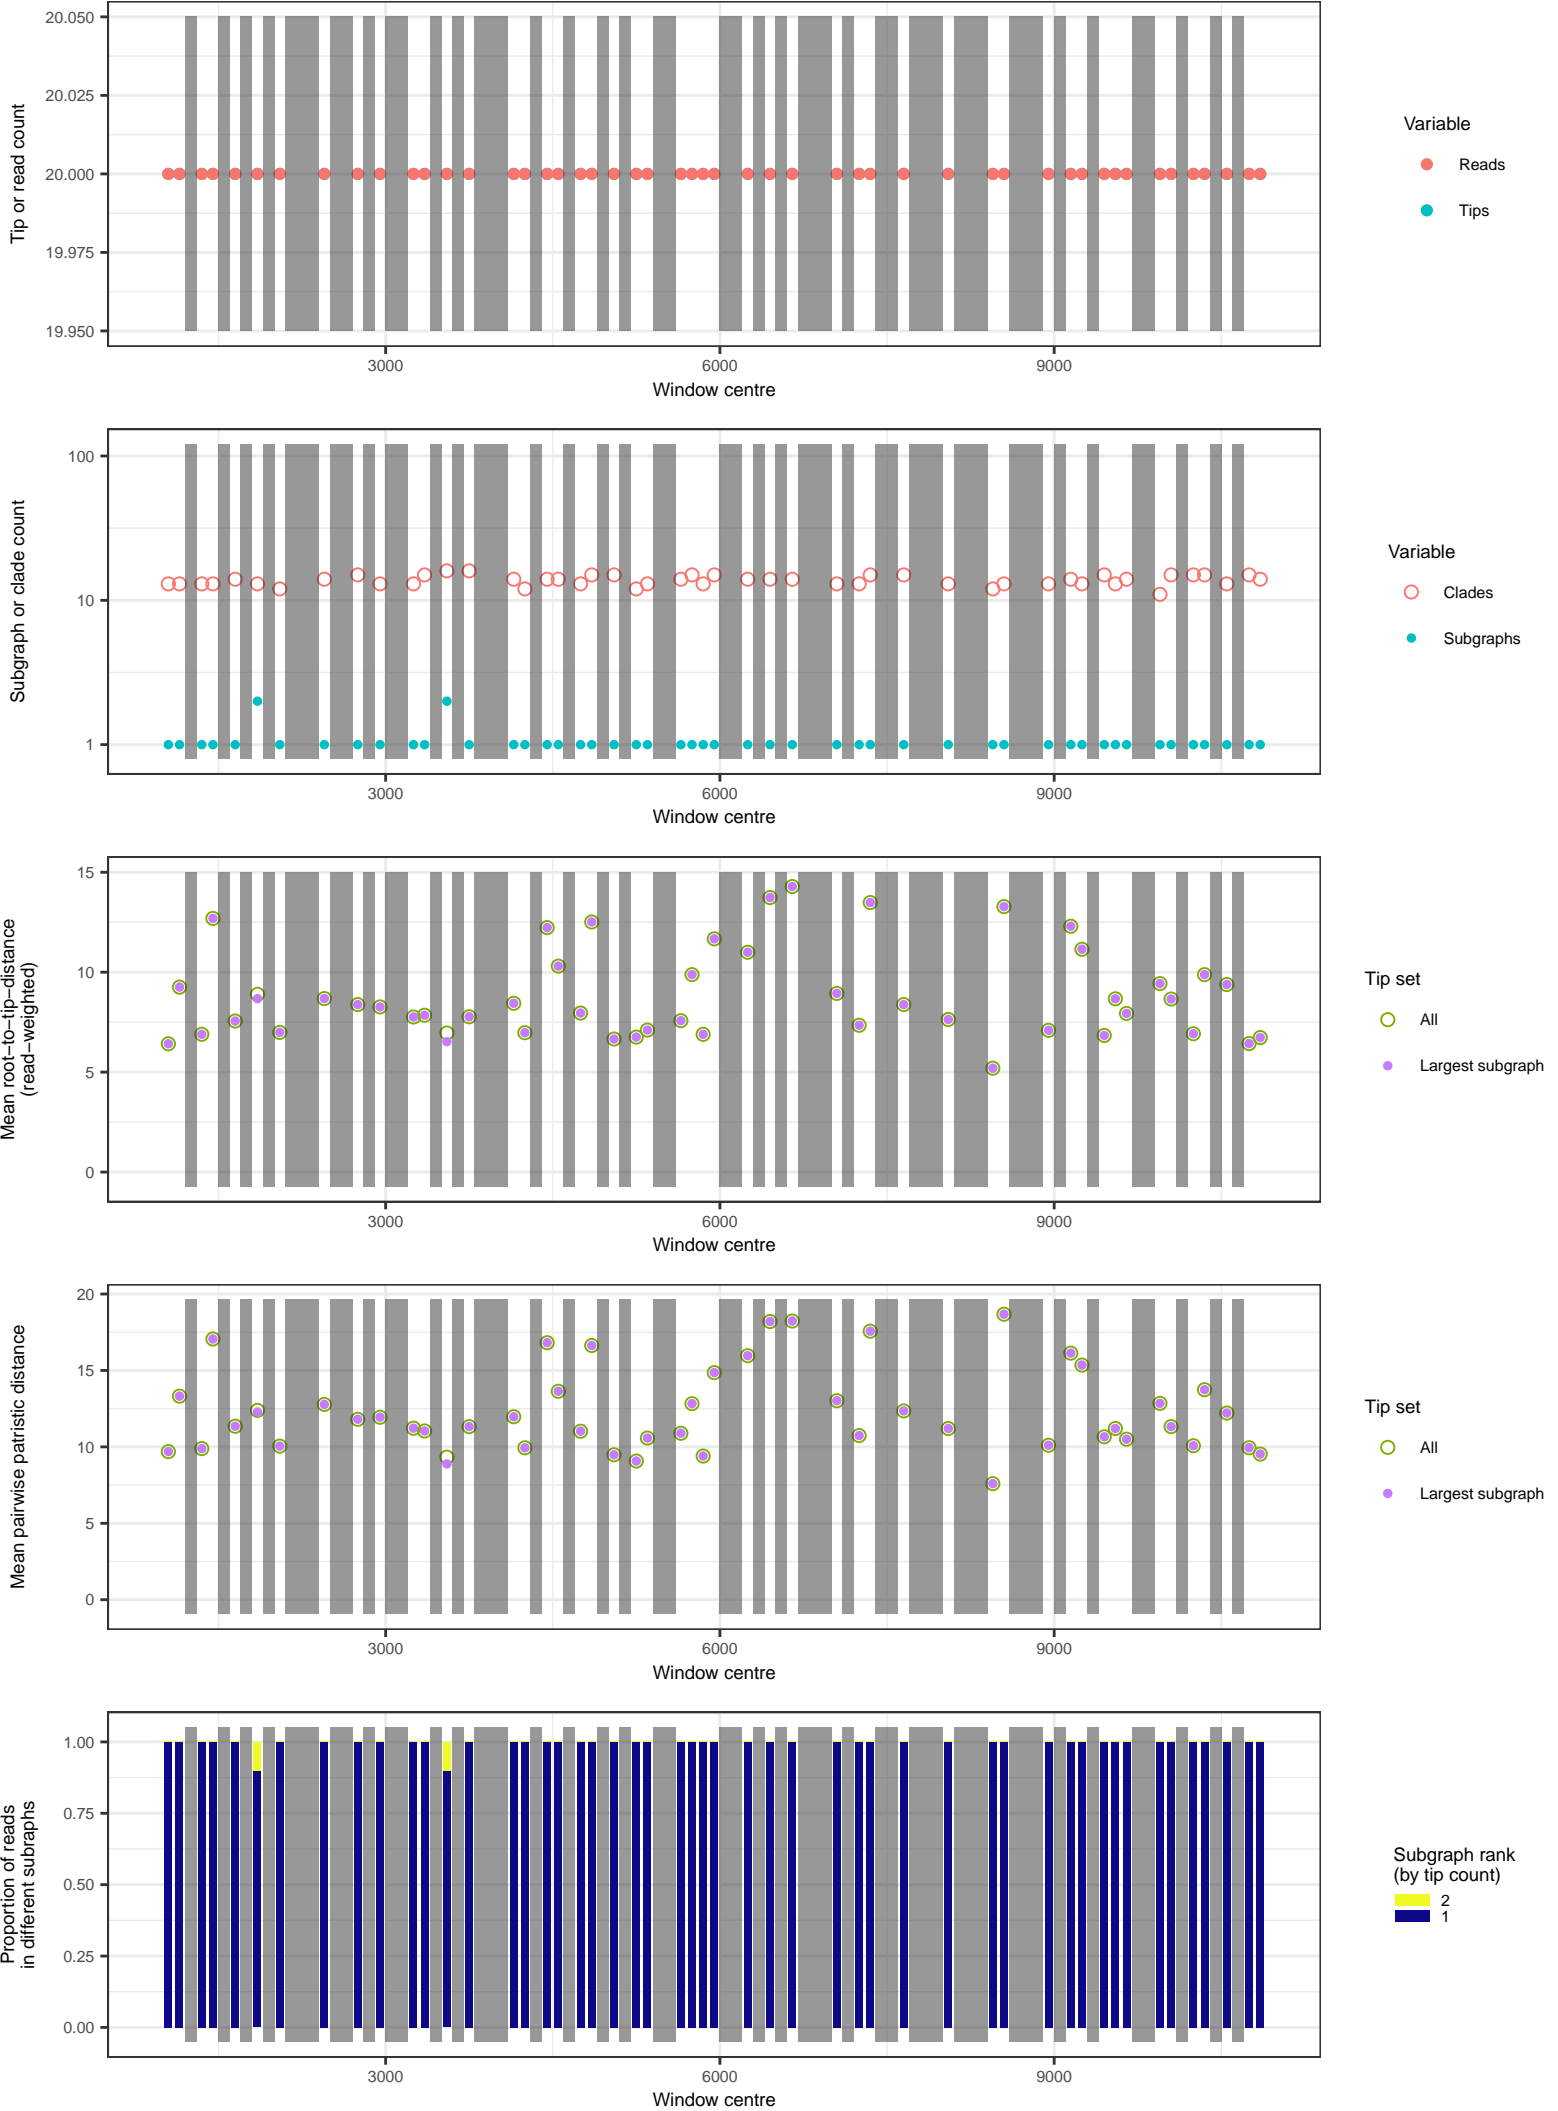 20.050
20.025
20.000
19.975
19.950
Tip or read count
3000
6000
9000
Window centre
Variable
Reads
Tips
100
10
1
Subgraph or clade count
3000
6000
9000
Window centre
Variable
Clades
Subgraphs
15
10
5
0
Mean root−to−tip−distance
(read−weighted)
3000
6000
9000
Window centre
Tip set
All
Largest subgraph
20
15
10
5
0
Mean pairwise patristic distance
3000
6000
9000
Window centre
Tip set
All
Largest subgraph
1.00
0.75
0.50
0.25
0.00
Proportion of reads
in different subraphs
3000
6000
9000
Window centre
Subgraph rank
(by tip count)
2
1